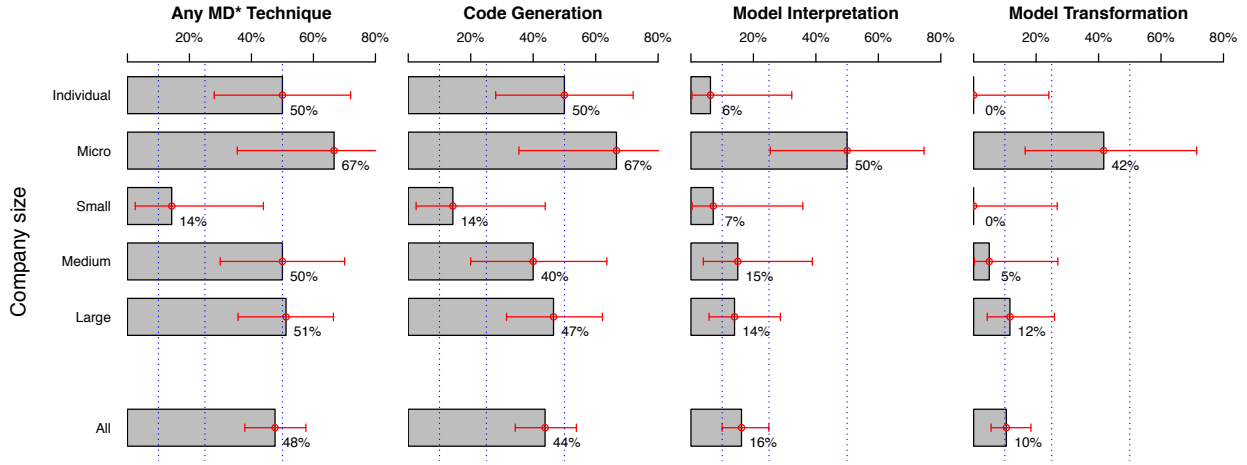 Any MD* Technique Code Generation Model Interpretation Model Transformation
20% 40% 60% 80% 20% 40% 60% 80% 20% 40% 60% 80% 20% 40% 60% 80%
Company size
Individual 50% 50% 6% 0%
Micro 67% 67% 50% 42%
Small 14% 14% 7% 0%
Medium 50% 40% 15% 5%
Large 51% 47% 14% 12%
All 48% 44% 16% 10%